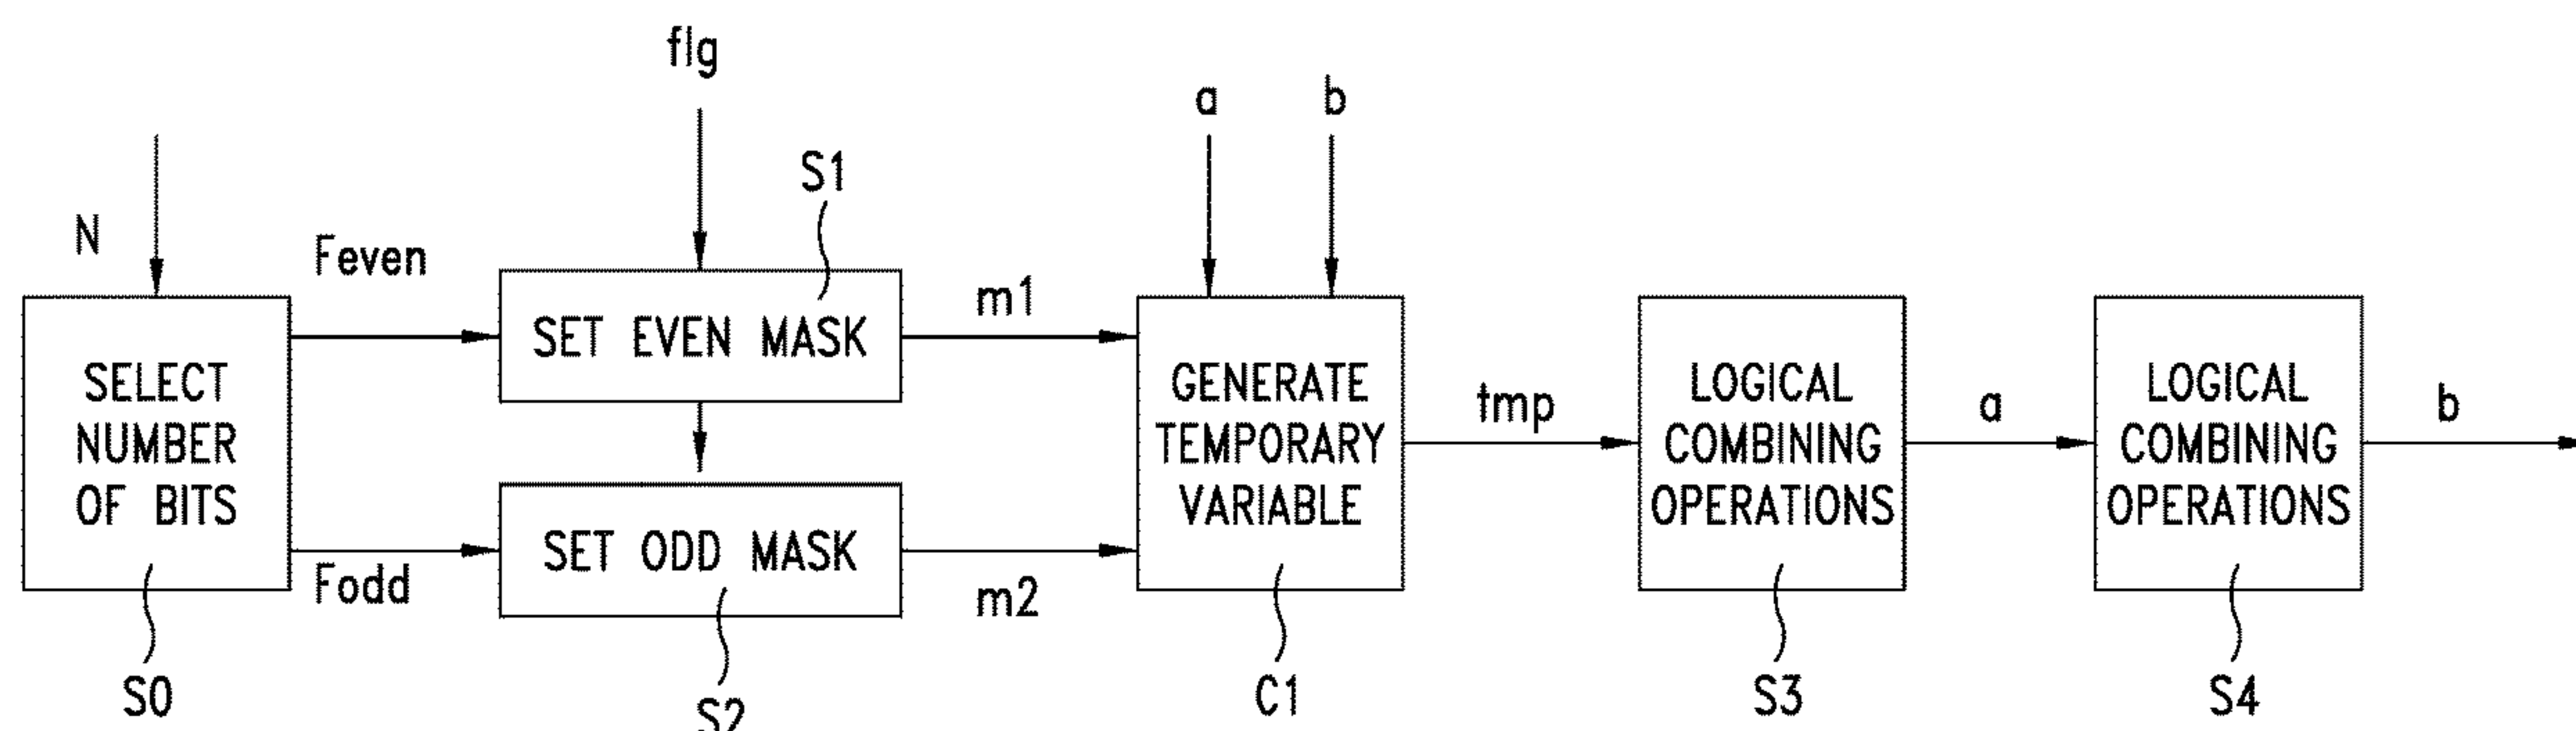 flg
a
b
S1
N
Feven
m1
SET EVEN MASK
SELECT
NUMBER
OF BITS
GENERATE
TEMPORARY
VARIABLE
tmp
LOGICAL
COMBINING
OPERATIONS
a
LOGICAL
COMBINING
OPERATIONS
b
SET ODD MASK
Fodd
m2
S0
S2
C1
S3
S4